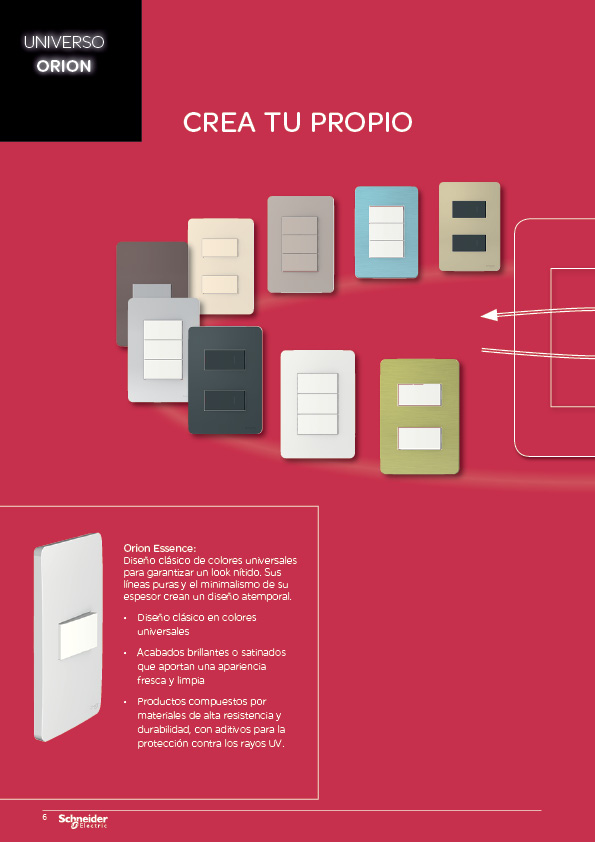 UNIVERSO
ORION
CREA TU PROPIO
Orion Essence:
Diseño clásico de colores universales
para garantizar un look nítido. Sus
líneas puras y el minimalismo de su
espesor crean un diseño atemporal.
• Diseño clásico en colores
universales
• Acabados brillantes o satinados
que aportan una apariencia
fresca y limpia
• Productos compuestos por
materiales de alta resistencia y
durabilidad, con aditivos para la
protección contra los rayos UV.
6
Schneider
Electric